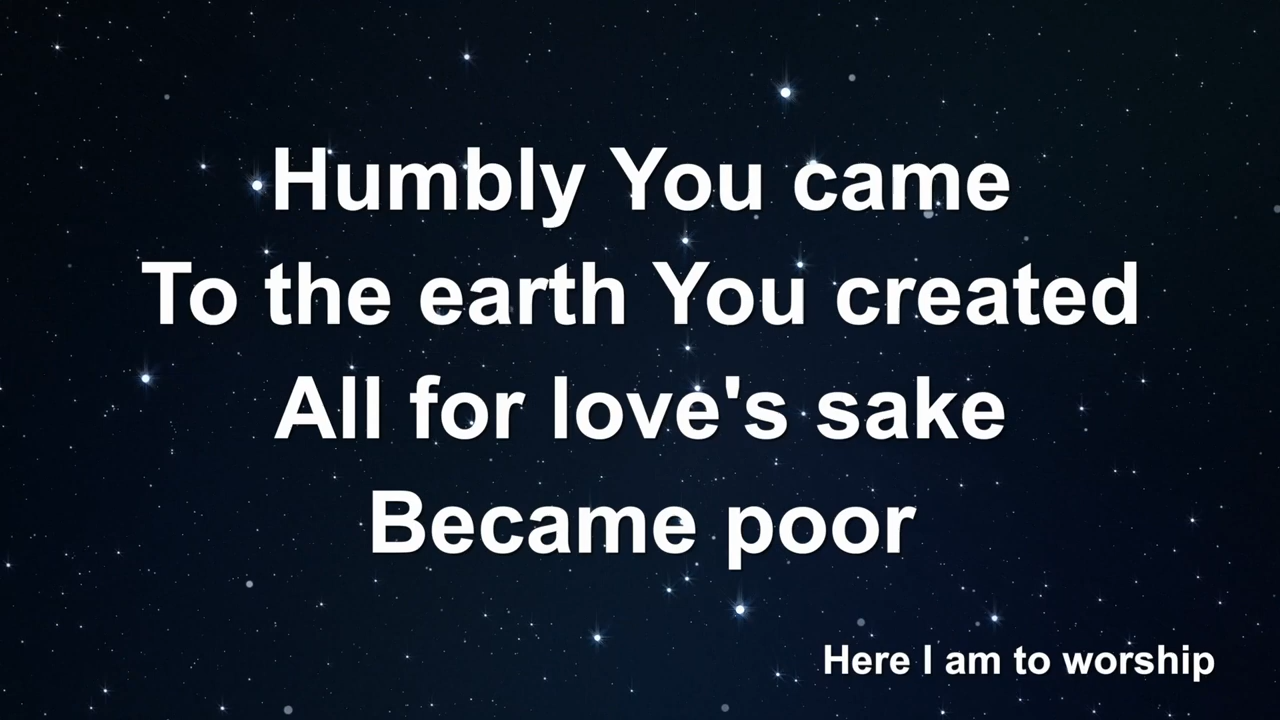 Humbly You came
To the earth You created
All for love's sake
Became poor
Here I am to worship